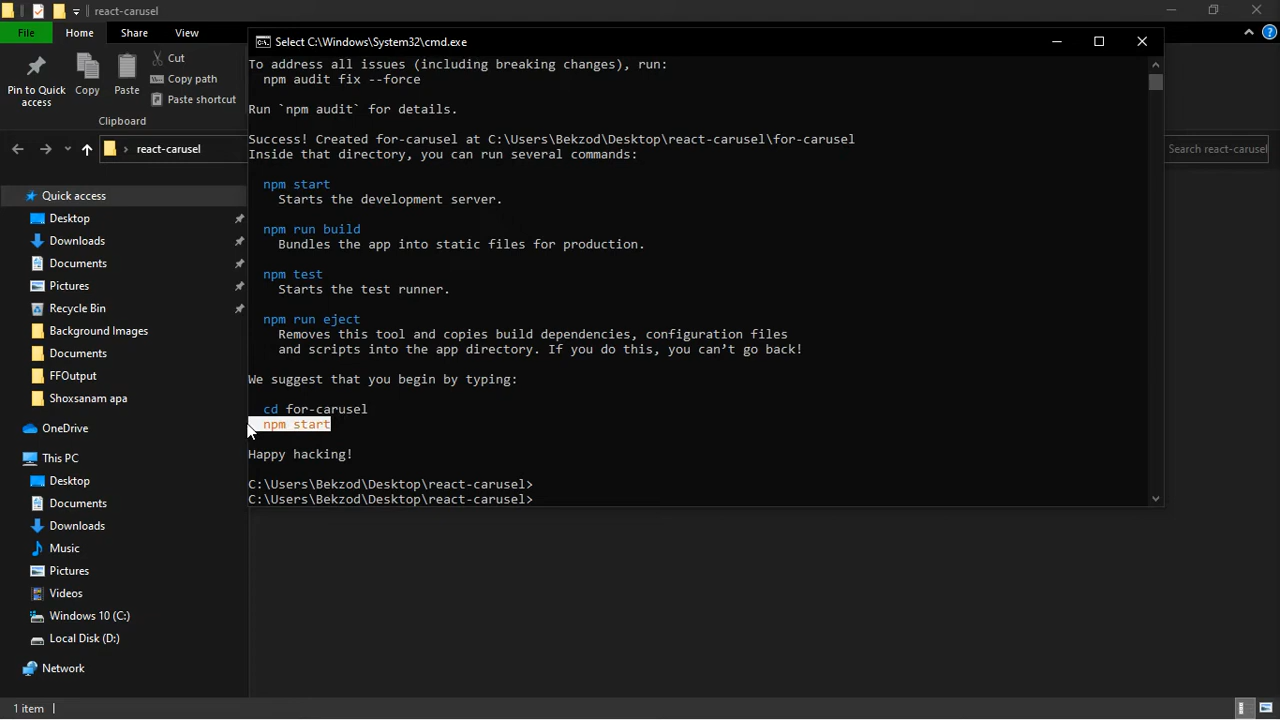 react-carusel
File
Home
Share
View
Pin to Quick access
Copy
Paste
Cut
Copy path
Paste shortcut
Clipboard
react-carusel
Search react-carusel
Quick access
Desktop
Downloads
Documents
Pictures
Recycle Bin
Background Images
Documents
FFOutput
Shoxsanam apa
OneDrive
This PC
Desktop
Documents
Downloads
Music
Pictures
Videos
Windows 10 (C:)
Local Disk (D:)
Network
1 item
Select C:\Windows\System32\cmd.exe
To address all issues (including breaking changes), run:
npm audit fix --force
Run `npm audit` for details.
Success! Created for-carusel at C:\Users\Bekzod\Desktop\react-carusel\for-carusel
Inside that directory, you can run several commands:
npm start
Starts the development server.
npm run build
Bundles the app into static files for production.
npm test
Starts the test runner.
npm run eject
Removes this tool and copies build dependencies, configuration files
and scripts into the app directory. If you do this, you can’t go back!
We suggest that you begin by typing:
cd for-carusel
npm start
Happy hacking!
C:\Users\Bekzod\Desktop\react-carusel>
C:\Users\Bekzod\Desktop\react-carusel>